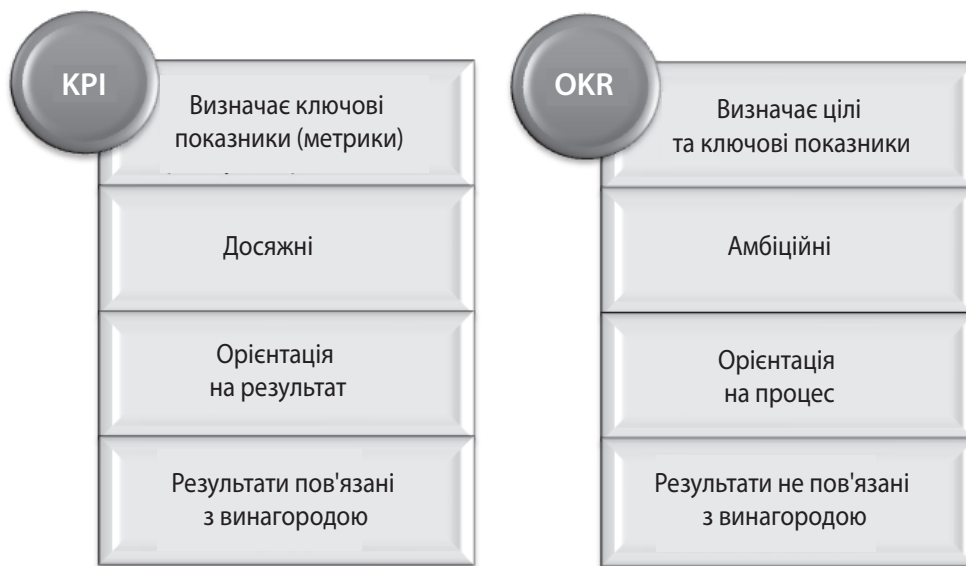 KPI
Визначає ключові
показники (метрики)
Досяжні
Орієнтація
на результат
Результати пов'язані
з винагородою
OKR
Визначає цілі
та ключові показники
Амбіційні
Орієнтація
на процес
Результати не пов'язані
з винагородою